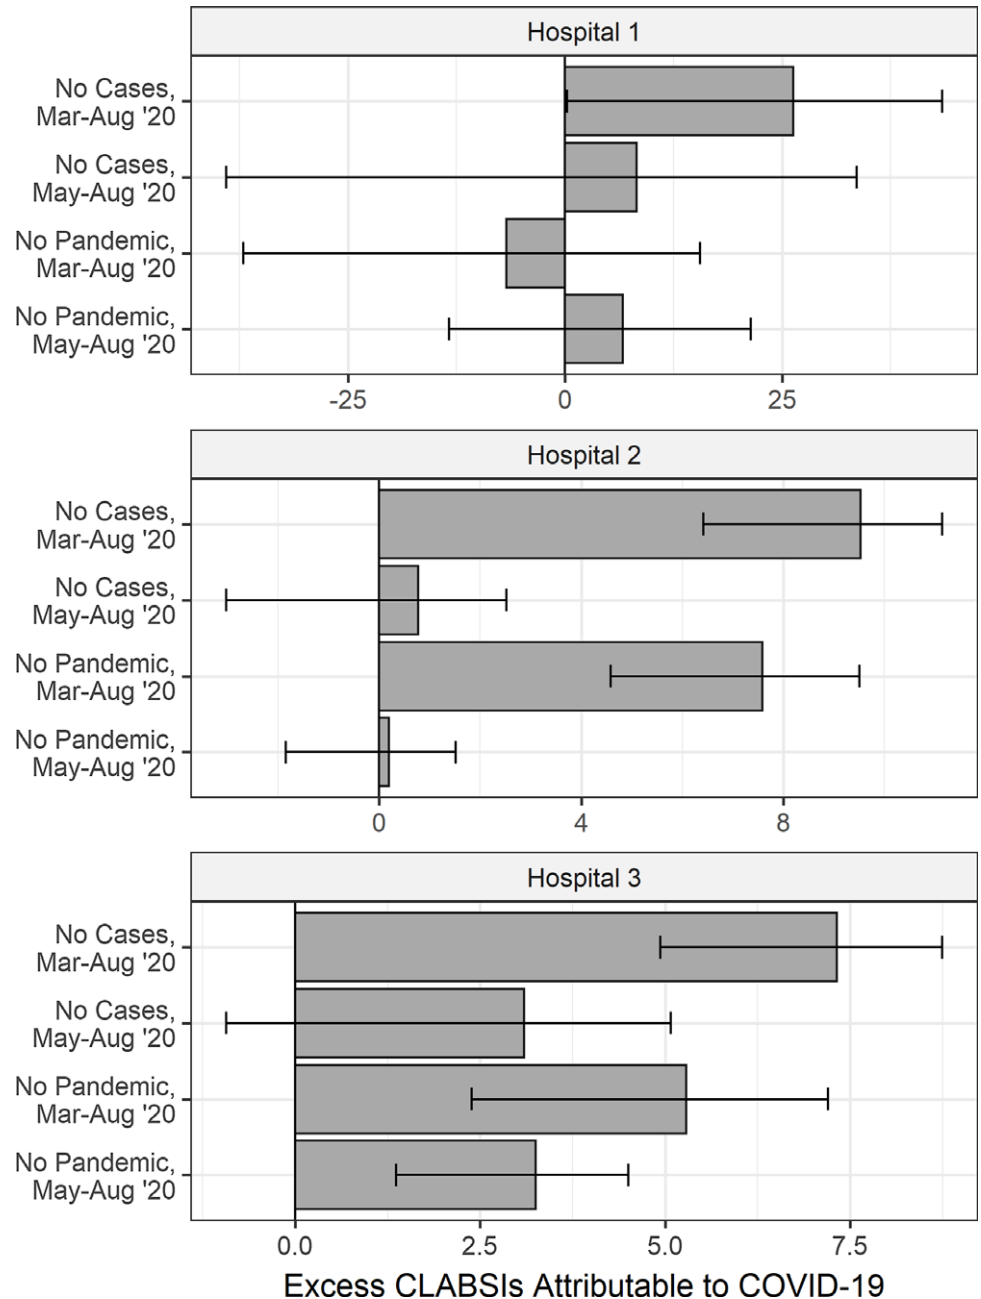 Hospital 1
No Cases,
Mar-Aug '20
No Cases,
May-Aug '20
No Pandemic,
Mar-Aug '20
No Pandemic,
May-Aug '20
-25 0 25
Hospital 2
No Cases,
Mar-Aug '20
No Cases,
May-Aug '20
No Pandemic,
Mar-Aug '20
No Pandemic,
May-Aug '20
0 4 8
Hospital 3
No Cases,
Mar-Aug '20
No Cases,
May-Aug '20
No Pandemic,
Mar-Aug '20
No Pandemic,
May-Aug '20
0.0 2.5 5.0 7.5
Excess CLABSIs Attributable to COVID-19